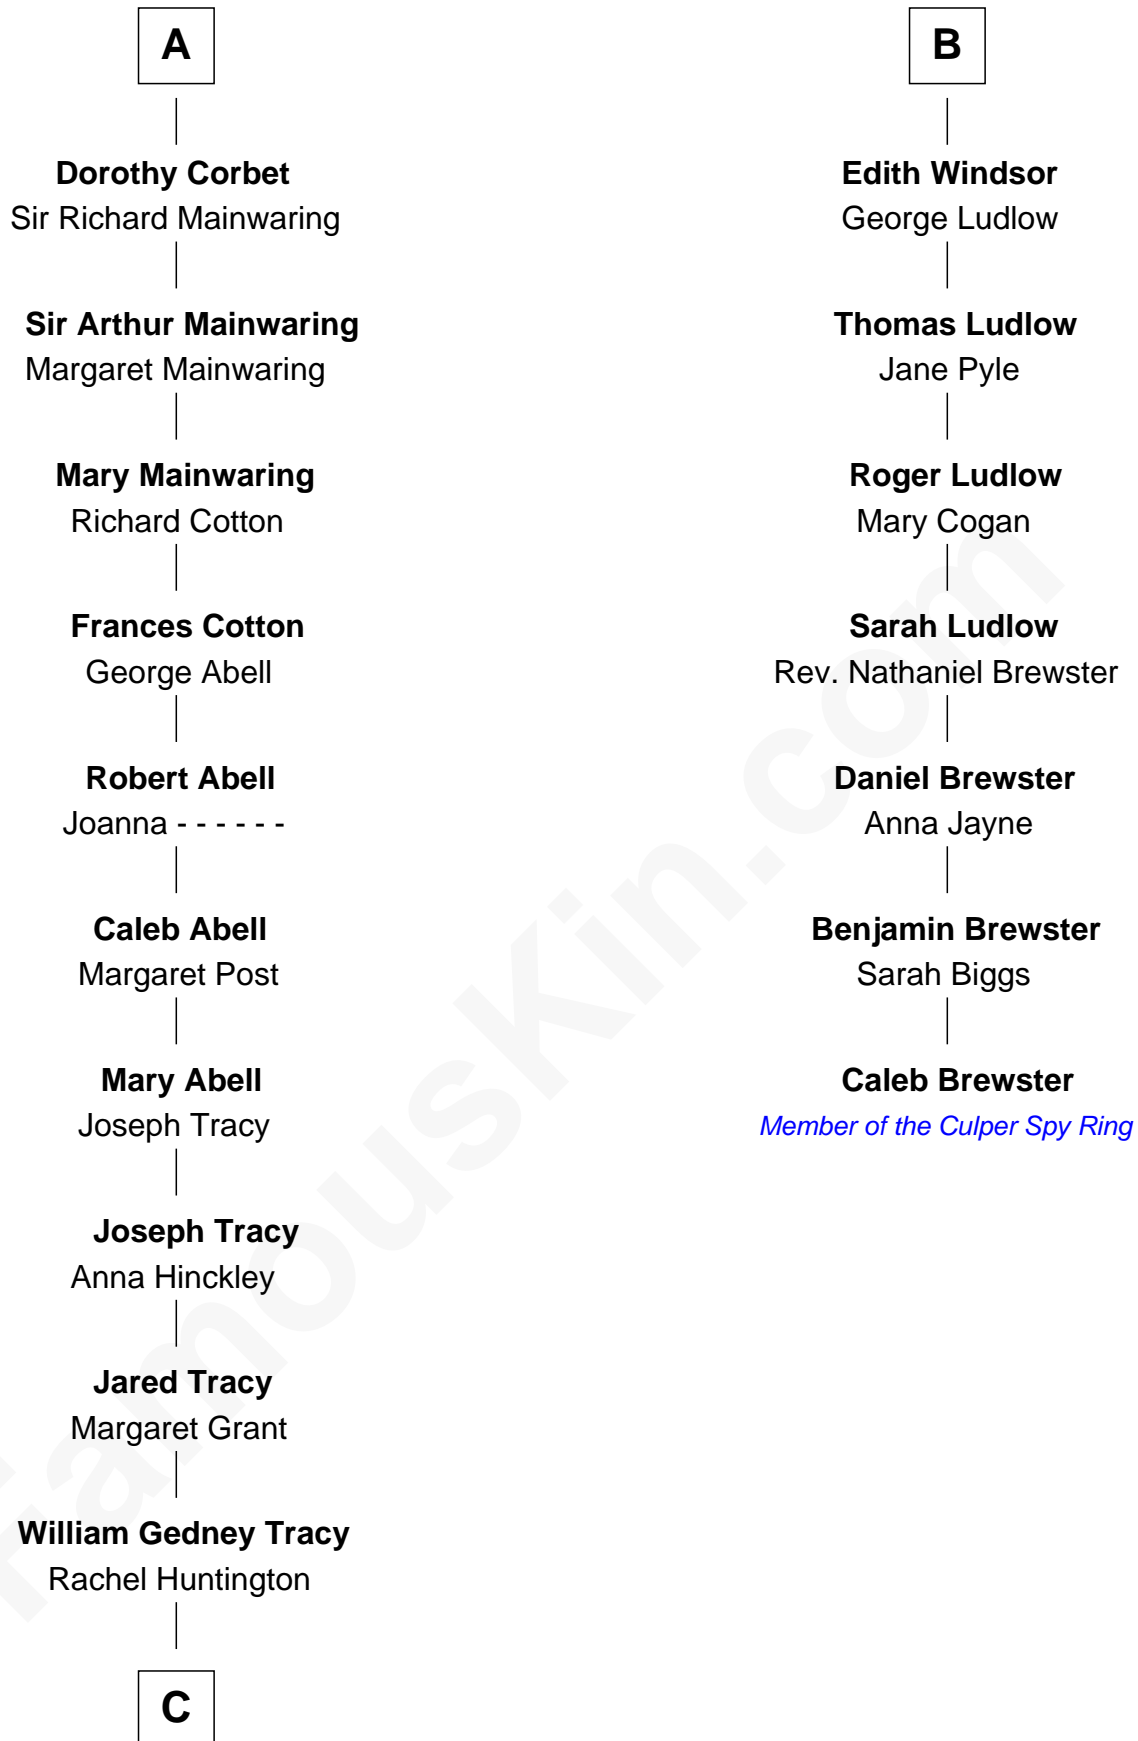 A
Dorothy Corbet
Sir Richard Mainwaring
Sir Arthur Mainwaring
Margaret Mainwaring
Mary Mainwaring
Richard Cotton
Frances Cotton
George Abell
Robert Abell
Joanna - - - - - -
Caleb Abell
Margaret Post
Mary Abell
Joseph Tracy
Joseph Tracy
Anna Hinckley
Jared Tracy
Margaret Grant
William Gedney Tracy
Rachel Huntington
C
B
Edith Windsor
George Ludlow
Thomas Ludlow
Jane Pyle
Roger Ludlow
Mary Cogan
Sarah Ludlow
Rev. Nathaniel Brewster
Daniel Brewster
Anna Jayne
Benjamin Brewster
Sarah Biggs
Caleb Brewster
Member of the Culper Spy Ring
FamousKin.com